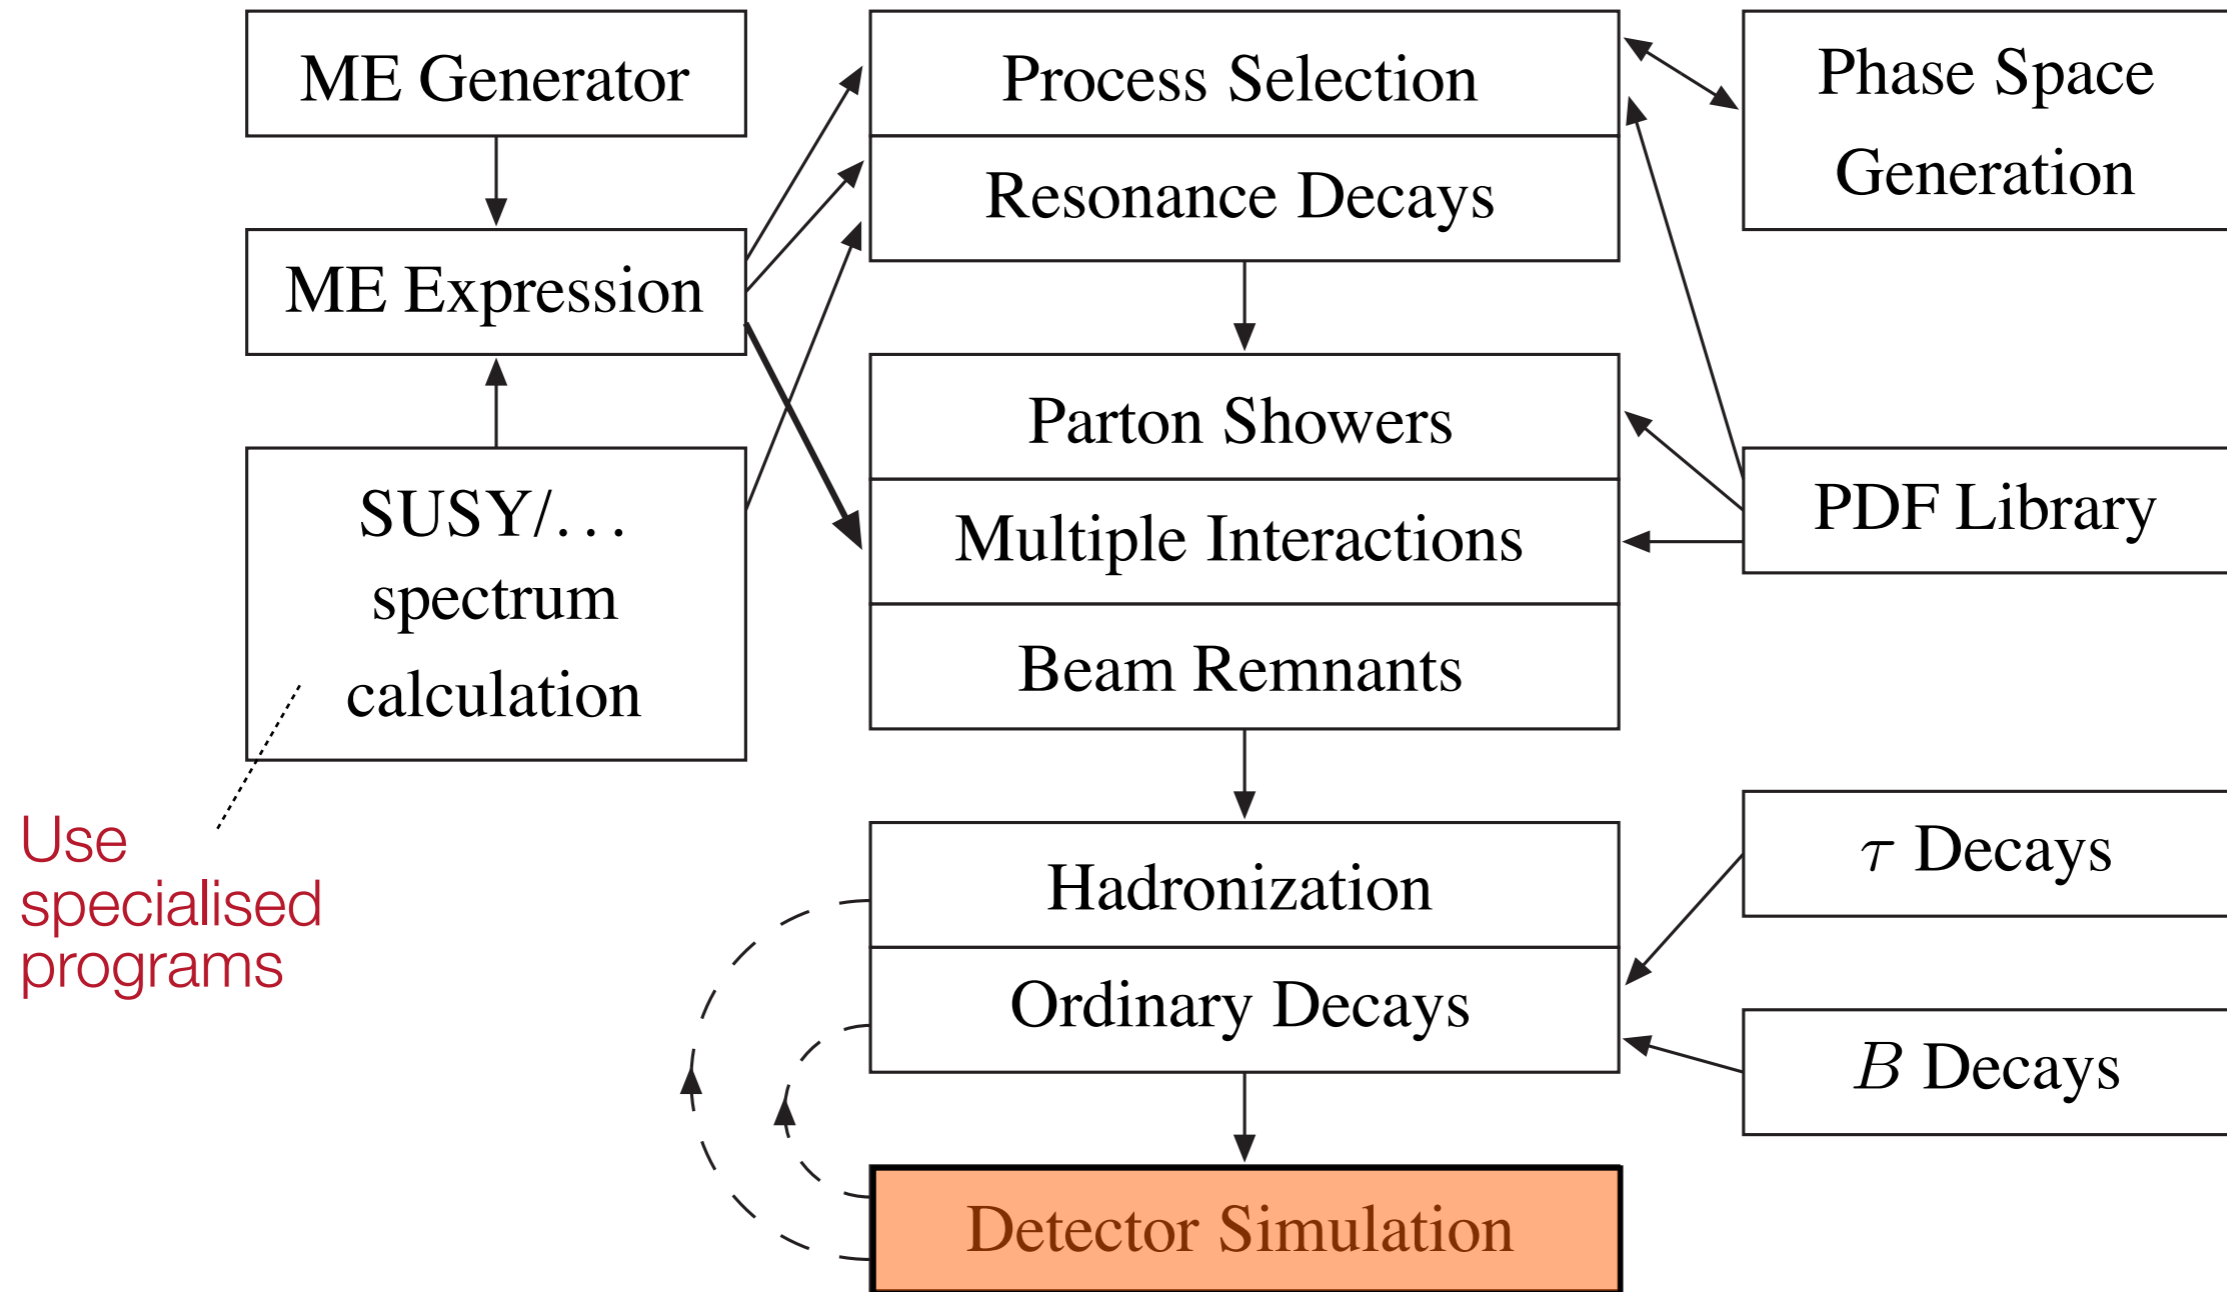 ME Generator
Process Selection
Phase Space
Generation
Resonance Decays
ME Expression
Parton Showers
SUSY/...
spectrum
calculation
Multiple Interactions
PDF Library
Beam Remnants
Use
specialised
programs
Hadronization
τ Decays
Ordinary Decays
B Decays
Detector Simulation